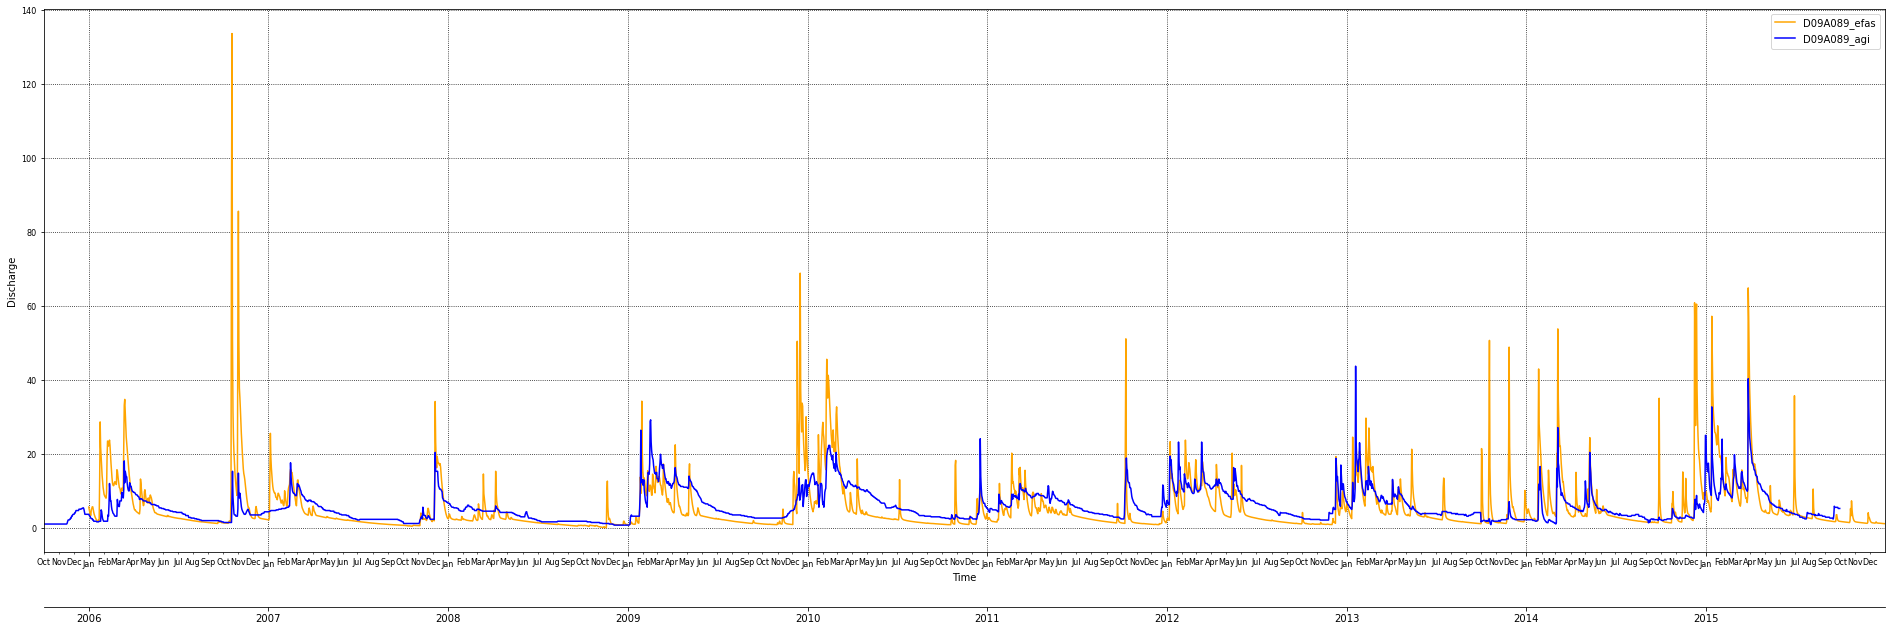 140
D09A089_efas
D09A089_agi
120
100
80
60
40
20
0
Discharge
Oct Nov Dec Jan Feb Mar Apr May Jun Jul Aug Sep Oct Nov Dec Jan Feb Mar Apr May Jun Jul Aug Sep Oct Nov Dec Jan Feb Mar Apr May Jun Jul Aug Sep Oct Nov Dec Jan Feb Mar Apr May Jun Jul Aug Sep Oct Nov Dec Jan Feb Mar Apr May Jun Jul Aug Sep Oct Nov Dec Jan Feb Mar Apr May Jun Jul Aug Sep Oct Nov Dec Jan Feb Mar Apr May Jun Jul Aug Sep Oct Nov Dec Jan Feb Mar Apr May Jun Jul Aug Sep Oct Nov Dec Jan Feb Mar Apr May Jun Jul Aug Sep Oct Nov Dec Jan Feb Mar Apr May Jun Jul Aug Sep Oct Nov Dec
Time
2006 2007 2008 2009 2010 2011 2012 2013 2014 2015